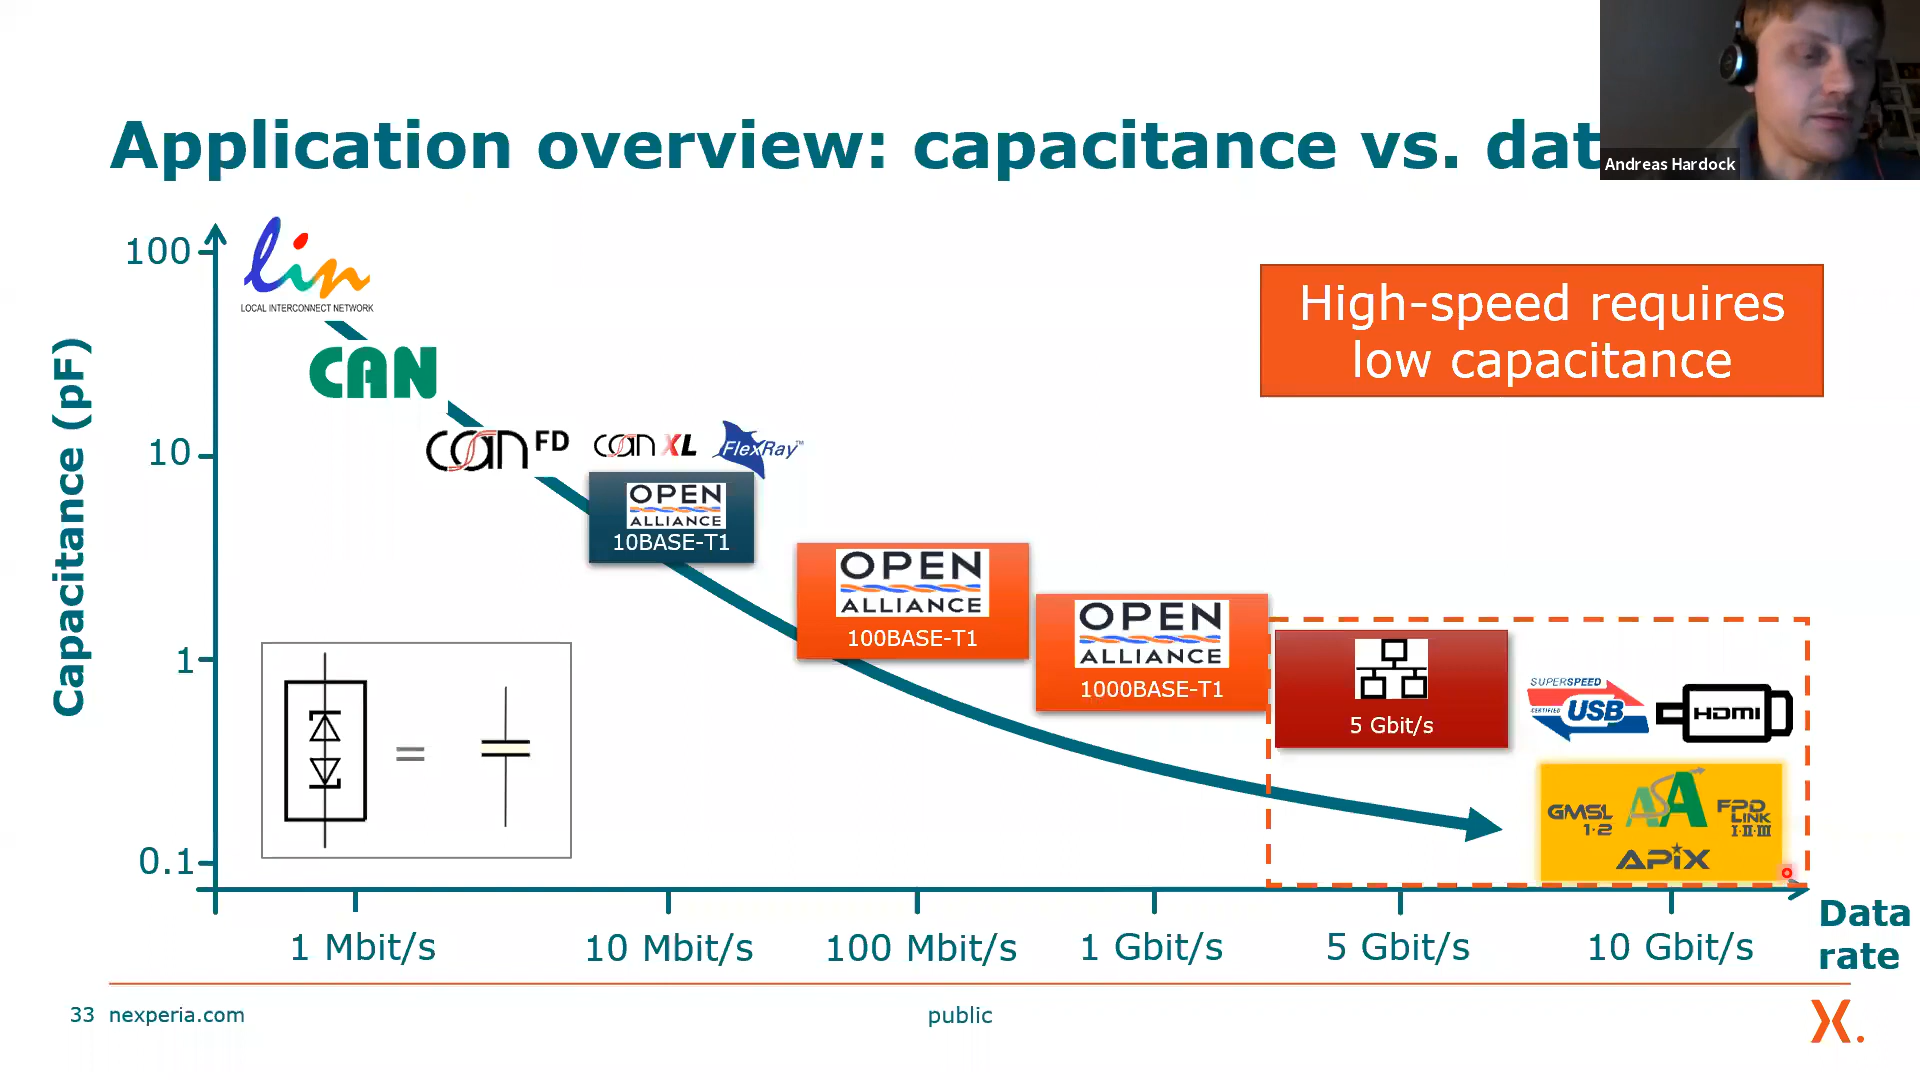 Application overview: capacitance vs. dat
Andreas Hardock
100
lin
LOCAL INTERCONNECT NETWORK
High-speed requires
low capacitance
CAN
Capacitance (pF)
10
CAN FD
CAN XL
FlexRay™
OPEN
ALLIANCE
10BASE-T1
OPEN
ALLIANCE
100BASE-T1
OPEN
ALLIANCE
1000BASE-T1
1
5 Gbit/s
SUPERSPEED
CERTIFIED USB
HDMI
=
GMSL
1·2
ASA
FPD
LINK
I·II·III
APIX
0.1
1 Mbit/s
10 Mbit/s
100 Mbit/s
1 Gbit/s
5 Gbit/s
10 Gbit/s
Data
rate
33 nexperia.com
public
X.